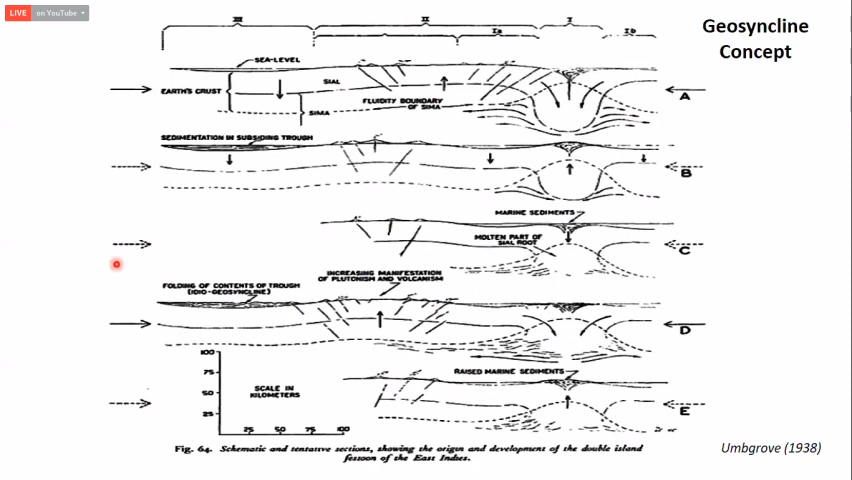 LIVE on YouTube
Geosyncline
Concept
III
II
I
Ia
Ib
SEA-LEVEL
SIAL
EARTH'S CRUST
FLUIDITY BOUNDARY
OF SIMA
SIMA
A
SEDIMENTATION IN SUBSIDING TROUGH
B
MARINE SEDIMENTS
MOLTEN PART OF
SIAL ROOT
C
INCREASING MANIFESTATION
OF PLUTONISM AND VOLCANISM
FOLDING OF CONTENTS OF TROUGH
(IDIO-GEOSYNCLINE)
D
100
75
50
25
SCALE IN
KILOMETERS
25 50 75 100
RAISED MARINE SEDIMENTS
E
Fig. 64. Schematic and tentative sections, showing the origin and development of the double island
festoon of the East Indies.
Umbgrove (1938)